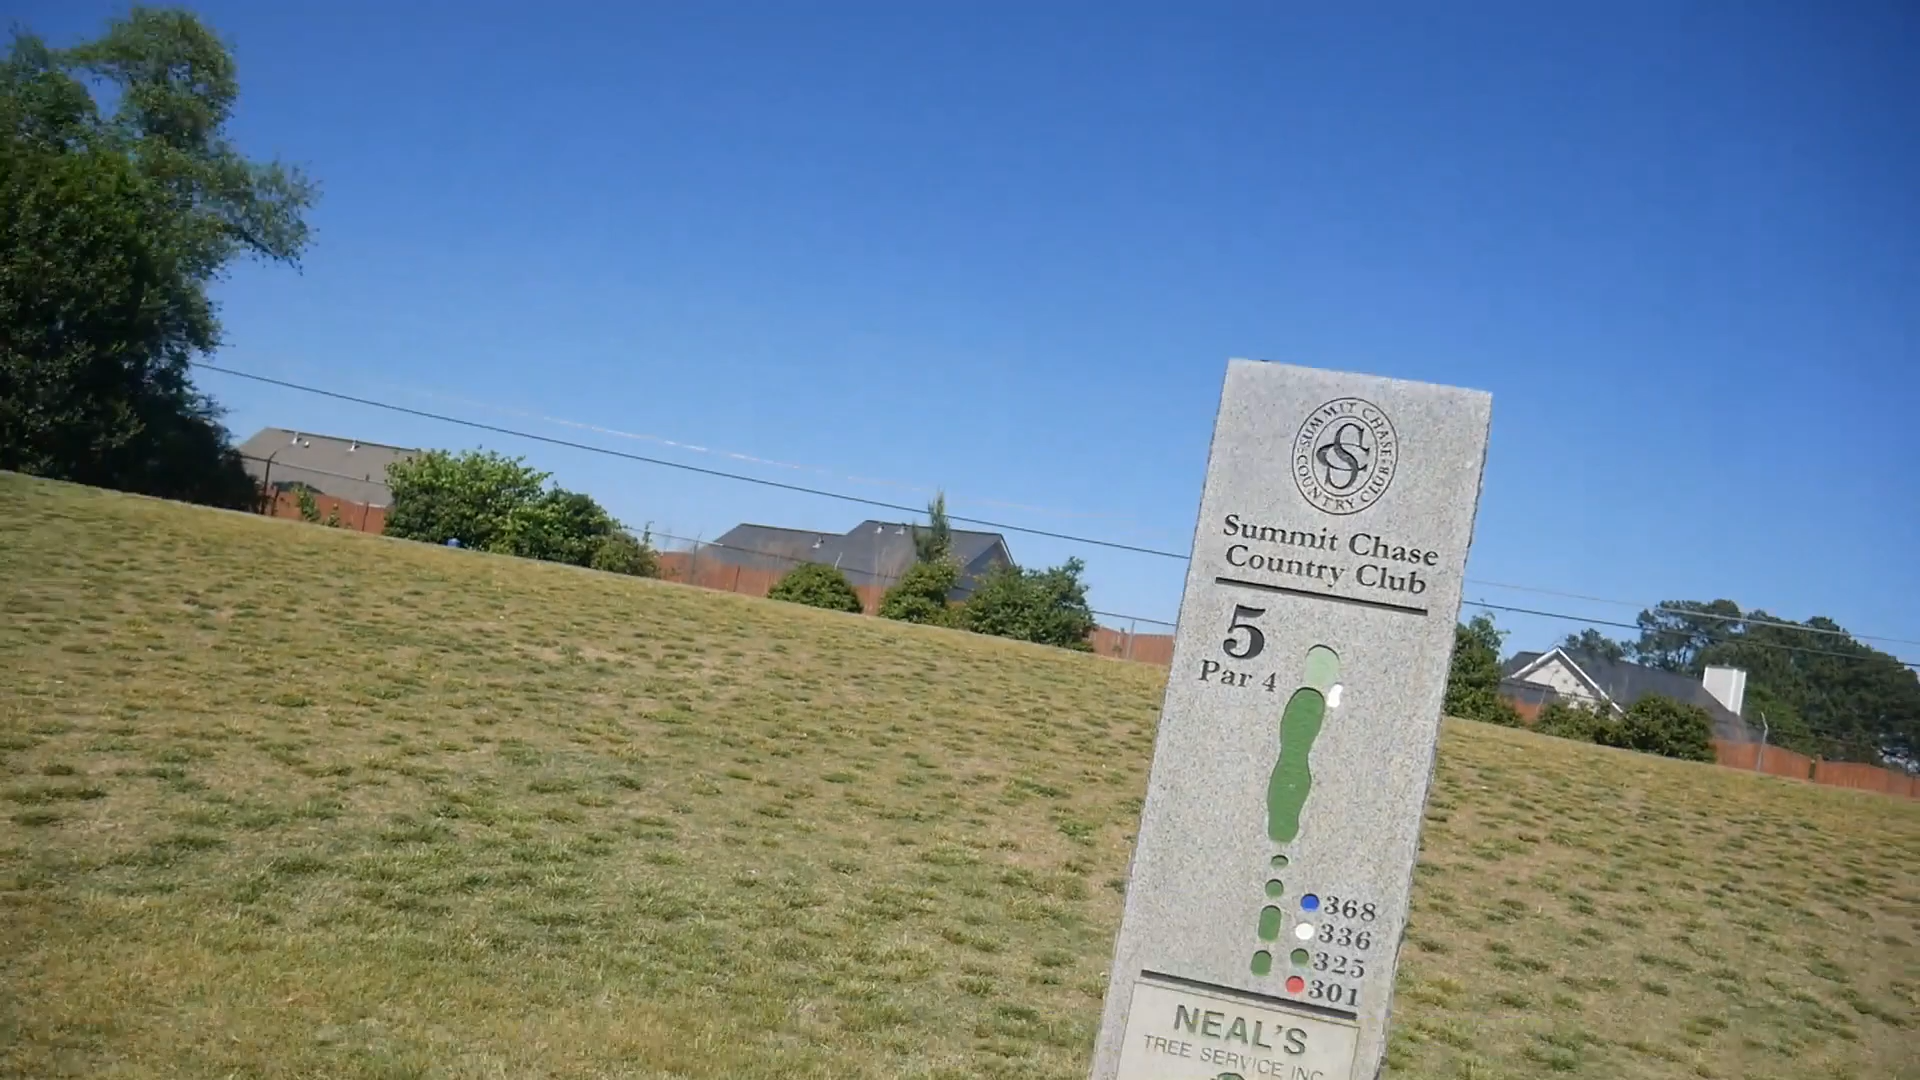 SUMMIT CHASE
COUNTRY CLUB
SC
Summit Chase
Country Club
5
Par 4
368
336
325
301
NEAL'S
TREE SERVICE INC